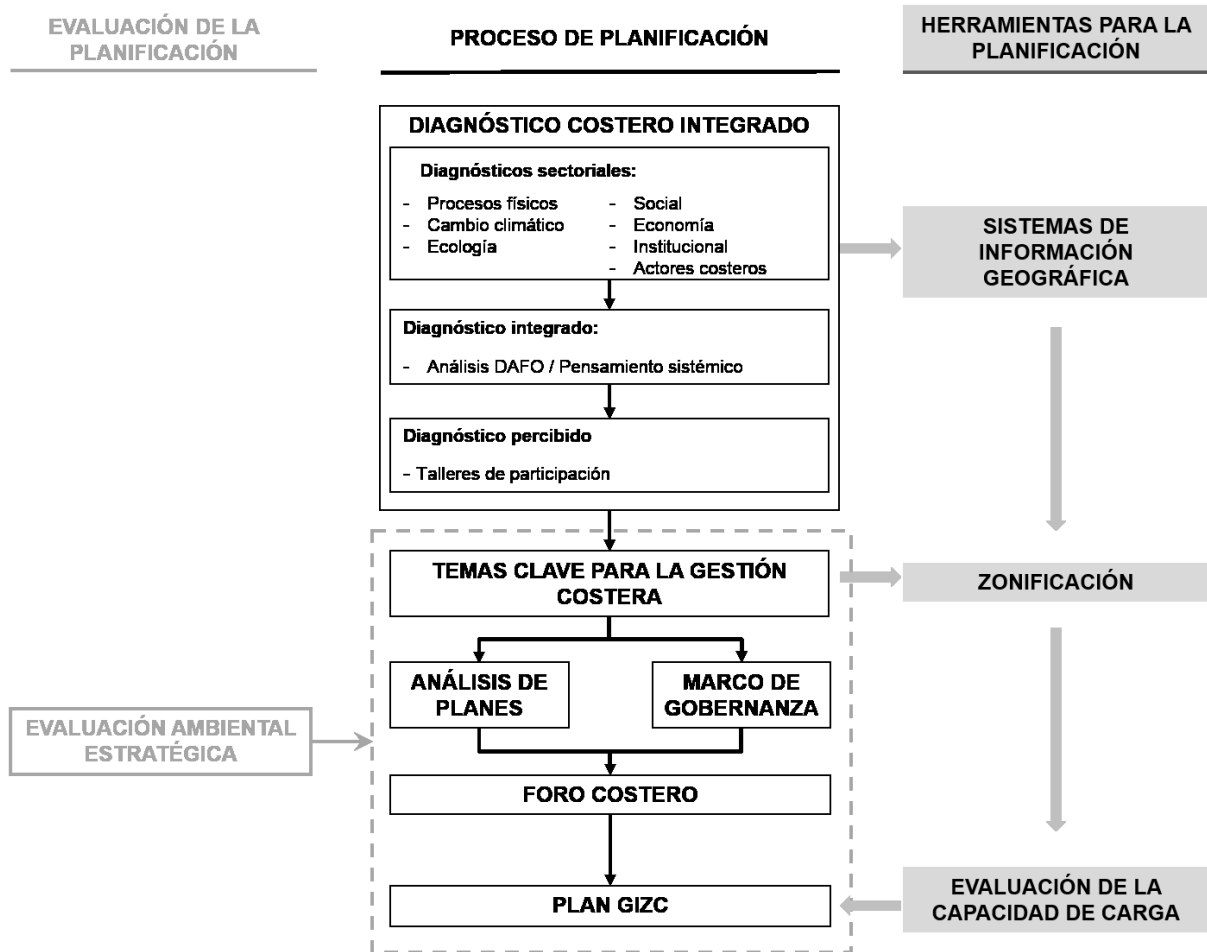 EVALUACIÓN DE LA
PLANIFICACIÓN
PROCESO DE PLANIFICACIÓN
HERRAMIENTAS PARA LA
PLANIFICACIÓN
DIAGNÓSTICO COSTERO INTEGRADO
Diagnósticos sectoriales:
- Procesos físicos
- Cambio climático
- Ecología
- Social
- Economía
- Institucional
- Actores costeros
SISTEMAS DE
INFORMACIÓN
GEOGRÁFICA
Diagnóstico integrado:
- Análisis DAFO / Pensamiento sistémico
Diagnóstico percibido
- Talleres de participación
TEMAS CLAVE PARA LA GESTIÓN
COSTERA
ZONIFICACIÓN
ANÁLISIS DE
PLANES
MARCO DE
GOBERNANZA
EVALUACIÓN AMBIENTAL
ESTRATÉGICA
FORO COSTERO
PLAN GIZC
EVALUACIÓN DE LA
CAPACIDAD DE CARGA